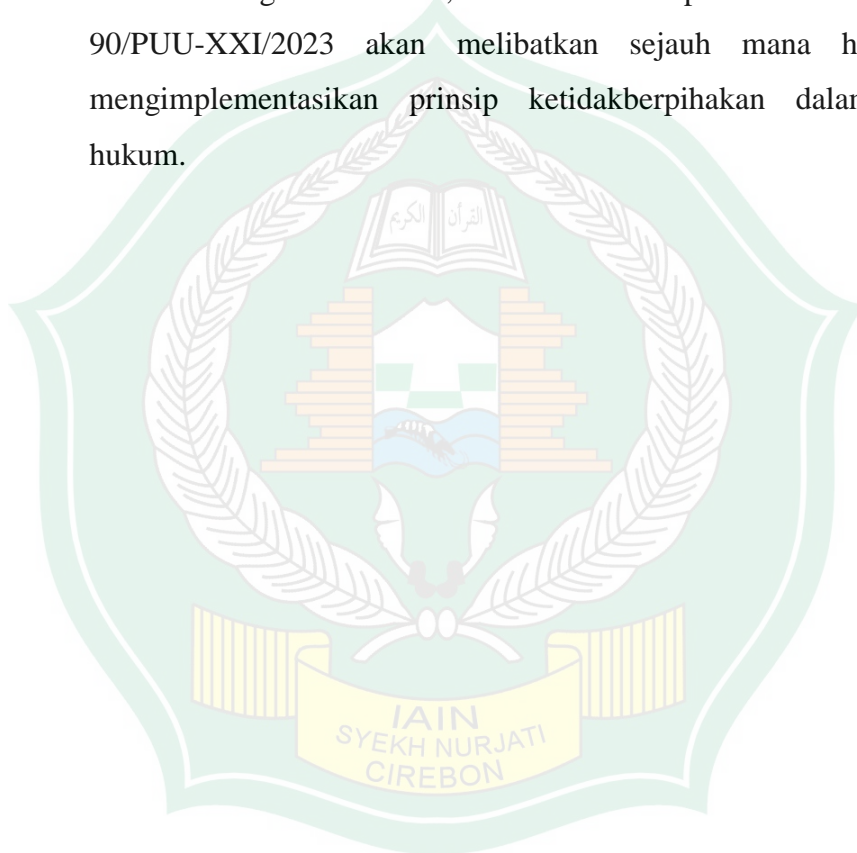 90/PUU-XXI/2023 akan melibatkan sejauh mana
mengimplementasikan prinsip ketidakberpihakan
hukum.
الكريم القرآن
IAIN
SYEKH NURJATI
CIREBON